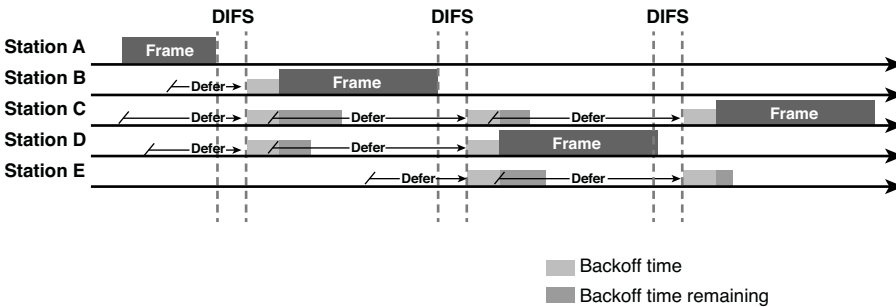 DIFS DIFS DIFS
Station A Frame
Station B Defer Frame
Station C Defer Defer Defer Frame
Station D Defer Defer Frame
Station E Defer Defer
Backoff time
Backoff time remaining